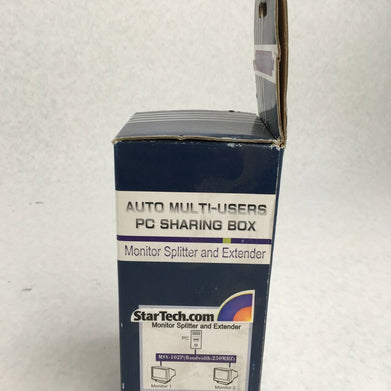 AUTO MULTI-USERS
PC SHARING BOX
Monitor Splitter and Extender
StarTech.com
Monitor Splitter and Extender
PC
MSV-102P(Bandwidth:250MHZ)
Monitor 1 Monitor 2